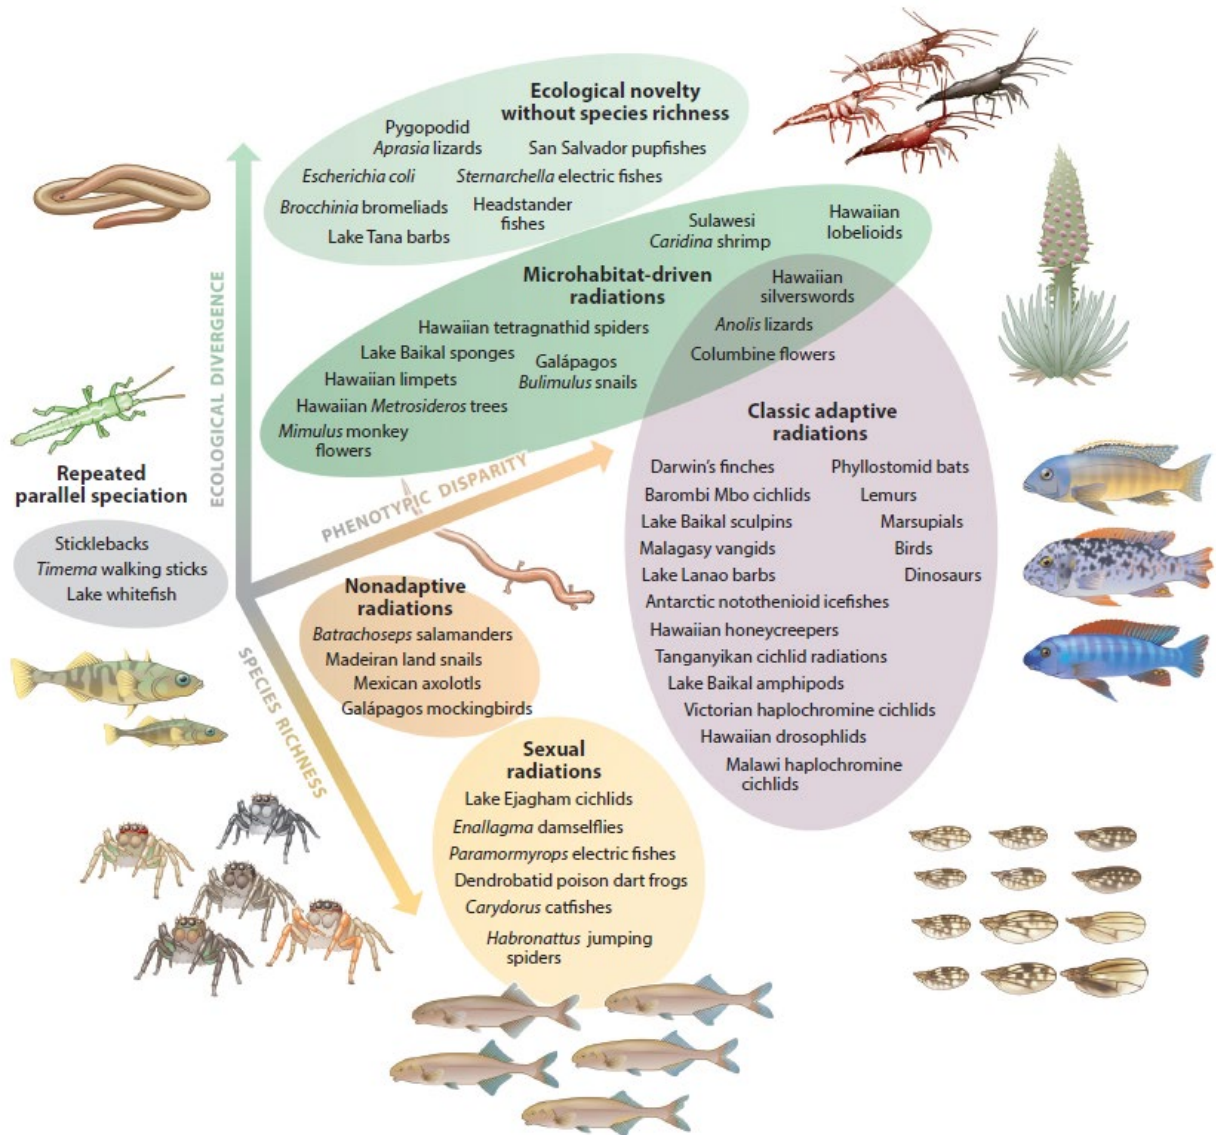 Ecological novelty
without species richness
Pygopodid
Aprasia lizards
San Salvador pupfishes
Escherichia coli
Sternarchella electric fishes
Brocchinia bromeliads
Headstander
fishes
Lake Tana barbs
Sulawesi
Caridina shrimp
Hawaiian
lobelioids
Microhabitat-driven
radiations
Hawaiian
silverswords
Hawaiian tetragnathid spiders
Anolis lizards
Lake Baikal sponges
Galápagos
Bulimulus snails
Columbine flowers
Hawaiian limpets
Hawaiian Metrosideros trees
Mimulus monkey
flowers
ECOLOGICAL DIVERGENCE
PHENOTYPIC DISPARITY
SPECIES RICHNESS
Repeated
parallel speciation
Sticklebacks
Timema walking sticks
Lake whitefish
Classic adaptive
radiations
Darwin's finches
Phyllostomid bats
Barombi Mbo cichlids
Lemurs
Lake Baikal sculpins
Marsupials
Malagasy vangids
Birds
Lake Lanao barbs
Dinosaurs
Antarctic notothenioid icefishes
Hawaiian honeycreepers
Tanganyikan cichlid radiations
Lake Baikal amphipods
Victorian haplochromine cichlids
Hawaiian drosophlids
Malawi haplochromine
cichlids
Nonadaptive
radiations
Batrachoseps salamanders
Madeiran land snails
Mexican axolotls
Galápagos mockingbirds
Sexual
radiations
Lake Ejagham cichlids
Enallagma damselflies
Paramormyrops electric fishes
Dendrobatid poison dart frogs
Carydorus catfishes
Habronattus jumping
spiders